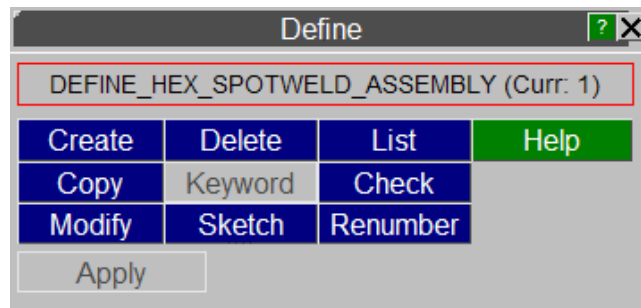 Define ? X
DEFINE_HEX_SPOTWELD_ASSEMBLY (Curr: 1)
Create Delete List Help
Copy Keyword Check
Modify Sketch Renumber
Apply